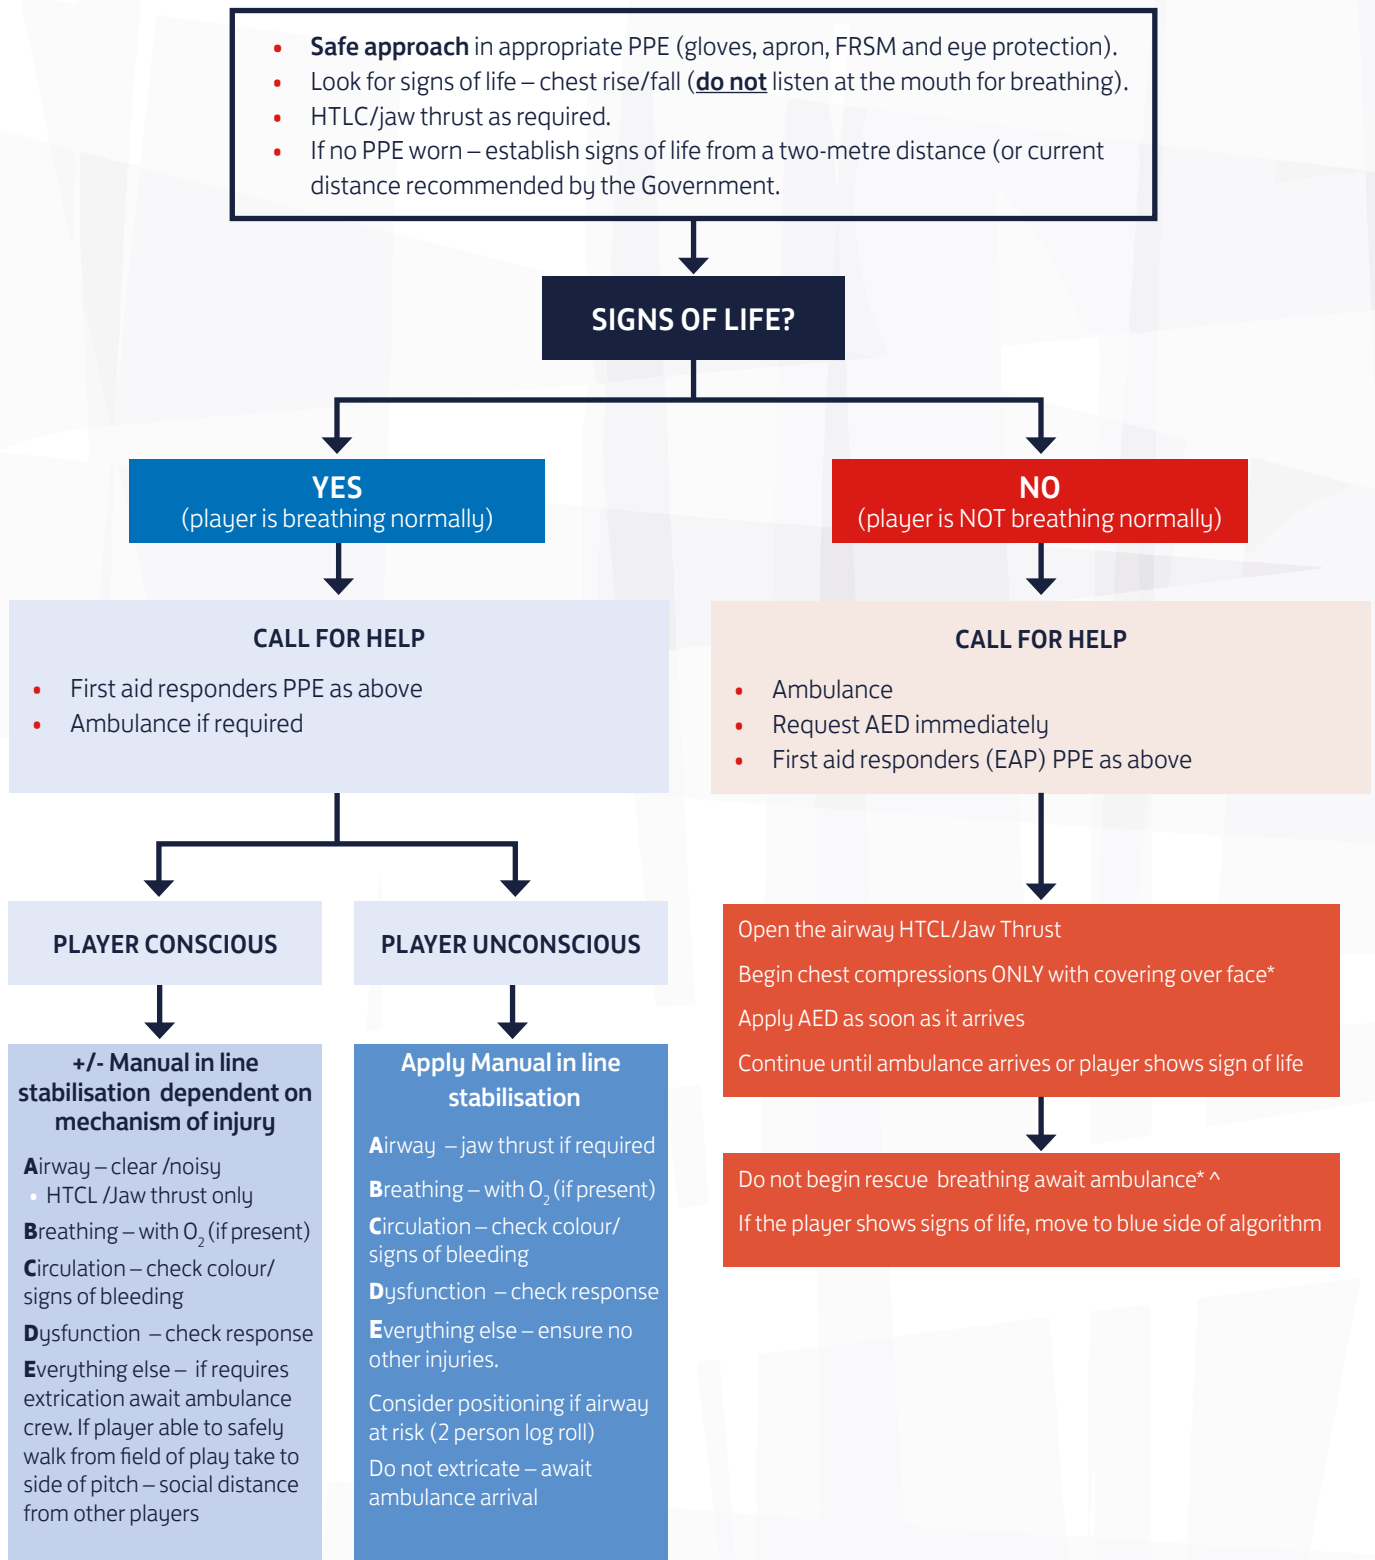 • Safe approach in appropriate PPE (gloves, apron, FRSM and eye protection).
• Look for signs of life – chest rise/fall (do not listen at the mouth for breathing).
• HTLC/jaw thrust as required.
• If no PPE worn – establish signs of life from a two-metre distance (or current
distance recommended by the Government.
SIGNS OF LIFE?
YES
(player is breathing normally)
NO
(player is NOT breathing normally)
CALL FOR HELP
• First aid responders PPE as above
• Ambulance if required
CALL FOR HELP
• Ambulance
• Request AED immediately
• First aid responders (EAP) PPE as above
PLAYER CONSCIOUS
+/- Manual in line
stabilisation dependent on
mechanism of injury
Airway – clear /noisy
• HTCL /Jaw thrust only
Breathing – with O₂ (if present)
Circulation – check colour/
signs of bleeding
Dysfunction – check response
Everything else – if requires
extrication await ambulance
crew. If player able to safely
walk from field of play take to
side of pitch – social distance
from other players
PLAYER UNCONSCIOUS
Apply Manual in line
stabilisation
Airway – jaw thrust if required
Breathing – with O₂ (if present)
Circulation – check colour/
signs of bleeding
Dysfunction – check response
Everything else – ensure no
other injuries.
Consider positioning if airway
at risk (2 person log roll)
Do not extricate – await
ambulance arrival
Open the airway HTCL/Jaw Thrust
Begin chest compressions ONLY with covering over face*
Apply AED as soon as it arrives
Continue until ambulance arrives or player shows sign of life
Do not begin rescue breathing await ambulance* ^
If the player shows signs of life, move to blue side of algorithm